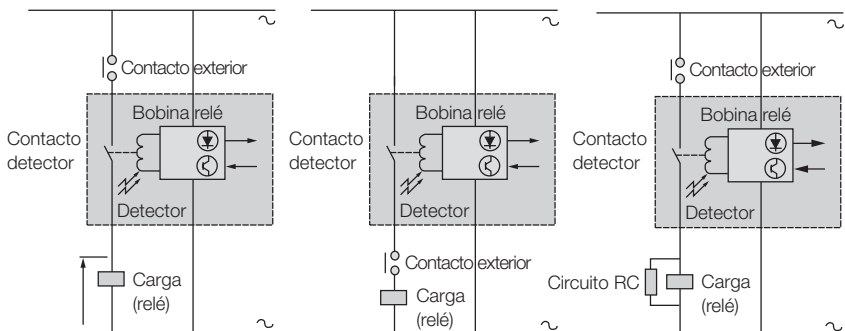 Contacto exterior
Bobina relé
Contacto
detector
Detector
Carga
(relé)
Bobina relé
Contacto
detector
Detector
Contacto exterior
Carga
(relé)
Contacto exterior
Bobina relé
Contacto
detector
Detector
Circuito RC
Carga
(relé)